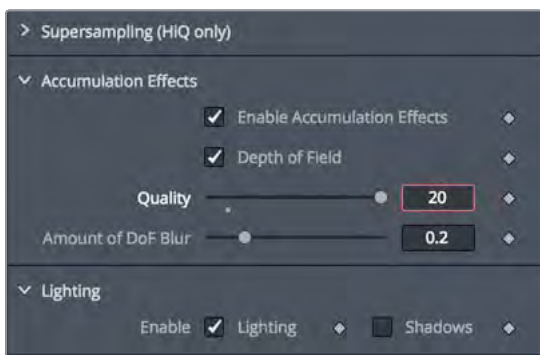 Supersampling (HiQ only)
Accumulation Effects
Enable Accumulation Effects
Depth of Field
Quality 20
Amount of DoF Blur 0.2
Lighting
Enable Lighting Shadows